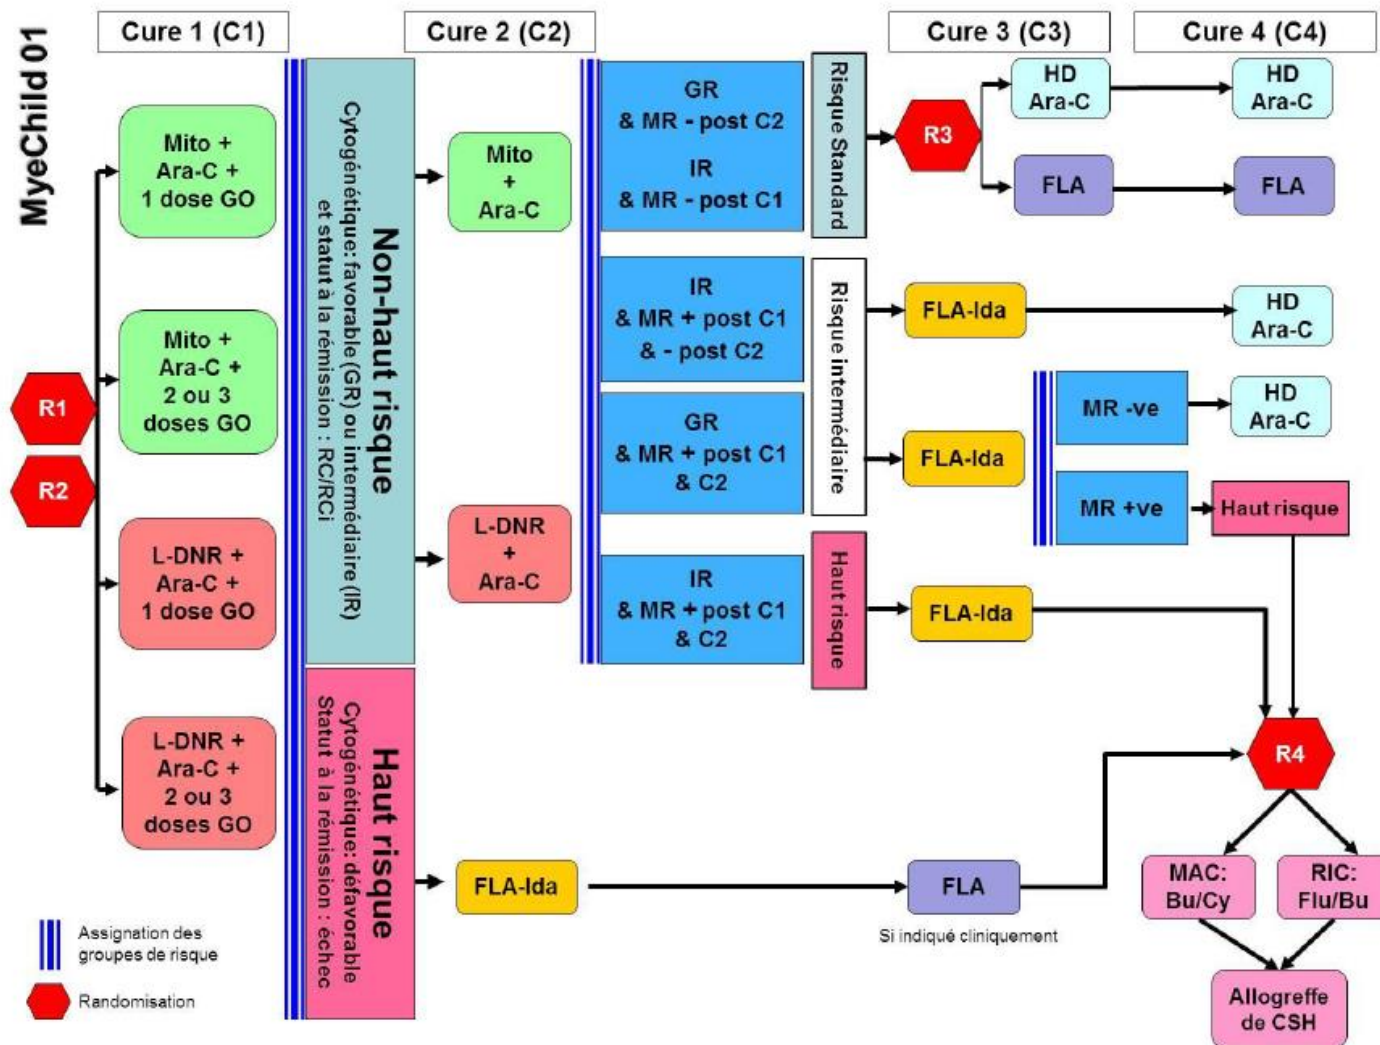 MyeChild 01
Cure 1 (C1)
Cure 2 (C2)
Cure 3 (C3)
Cure 4 (C4)
R1
R2
Mito +
Ara-C +
1 dose GO
Mito +
Ara-C +
2 ou 3
doses GO
L-DNR +
Ara-C +
1 dose GO
L-DNR +
Ara-C +
2 ou 3
doses GO
Non-haut risque
Cytogénétique: favorable (GR) ou intermédiaire (IR)
et statut à la rémission : RC/RCi
Haut risque
Cytogénétique: défavorable
Statut à la rémission : échec
Mito
+
Ara-C
L-DNR
+
Ara-C
FLA-Ida
GR
& MR - post C2
IR
& MR - post C1
IR
& MR + post C1
& - post C2
GR
& MR + post C1
& C2
IR
& MR + post C1
& C2
Risque Standard
Risque intermédiaire
Haut risque
R3
HD
Ara-C
HD
Ara-C
FLA
FLA
FLA-Ida
HD
Ara-C
FLA-Ida
MR -ve
HD
Ara-C
MR +ve
Haut risque
FLA-Ida
FLA
Si indiqué cliniquement
R4
MAC:
Bu/Cy
RIC:
Flu/Bu
Allogreffe
de CSH
Assignation des
groupes de risque
Randomisation